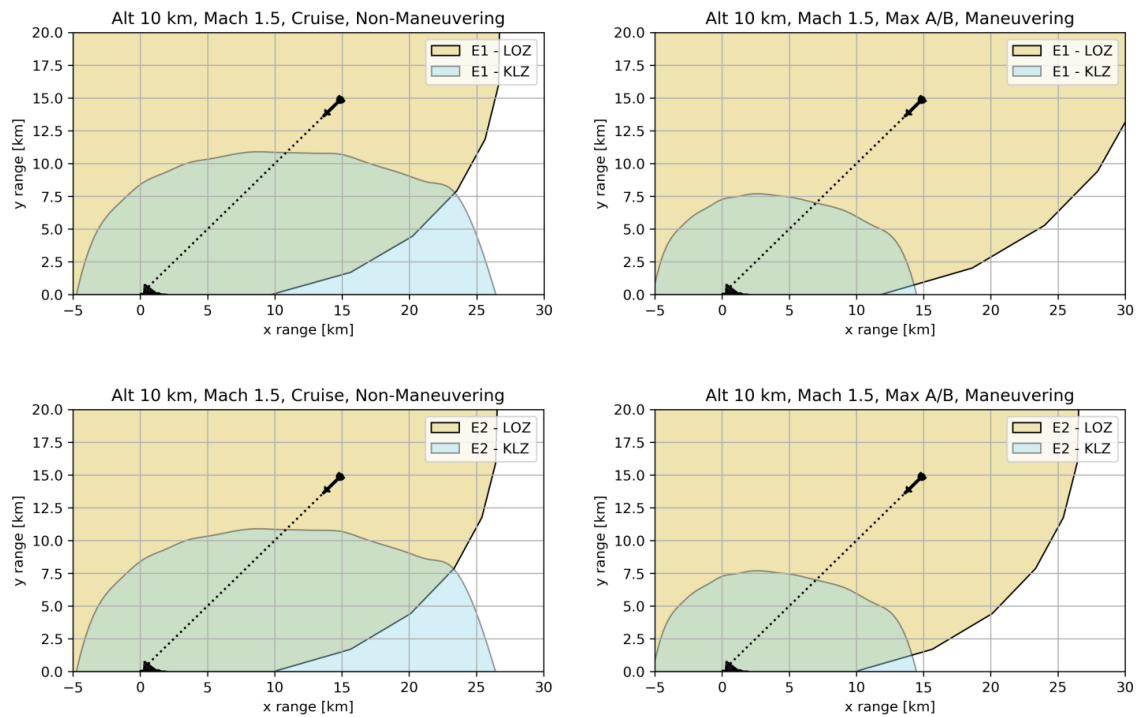 Alt 10 km, Mach 1.5, Cruise, Non-Maneuvering
20.0
17.5
15.0
12.5
10.0
7.5
5.0
2.5
0.0
y range [km]
E1 - LOZ
E1 - KLZ
−5 0 5 10 15 20 25 30
x range [km]
Alt 10 km, Mach 1.5, Max A/B, Maneuvering
20.0
17.5
15.0
12.5
10.0
7.5
5.0
2.5
0.0
y range [km]
E1 - LOZ
E1 - KLZ
−5 0 5 10 15 20 25 30
x range [km]
Alt 10 km, Mach 1.5, Cruise, Non-Maneuvering
20.0
17.5
15.0
12.5
10.0
7.5
5.0
2.5
0.0
y range [km]
E2 - LOZ
E2 - KLZ
−5 0 5 10 15 20 25 30
x range [km]
Alt 10 km, Mach 1.5, Max A/B, Maneuvering
20.0
17.5
15.0
12.5
10.0
7.5
5.0
2.5
0.0
y range [km]
E2 - LOZ
E2 - KLZ
−5 0 5 10 15 20 25 30
x range [km]